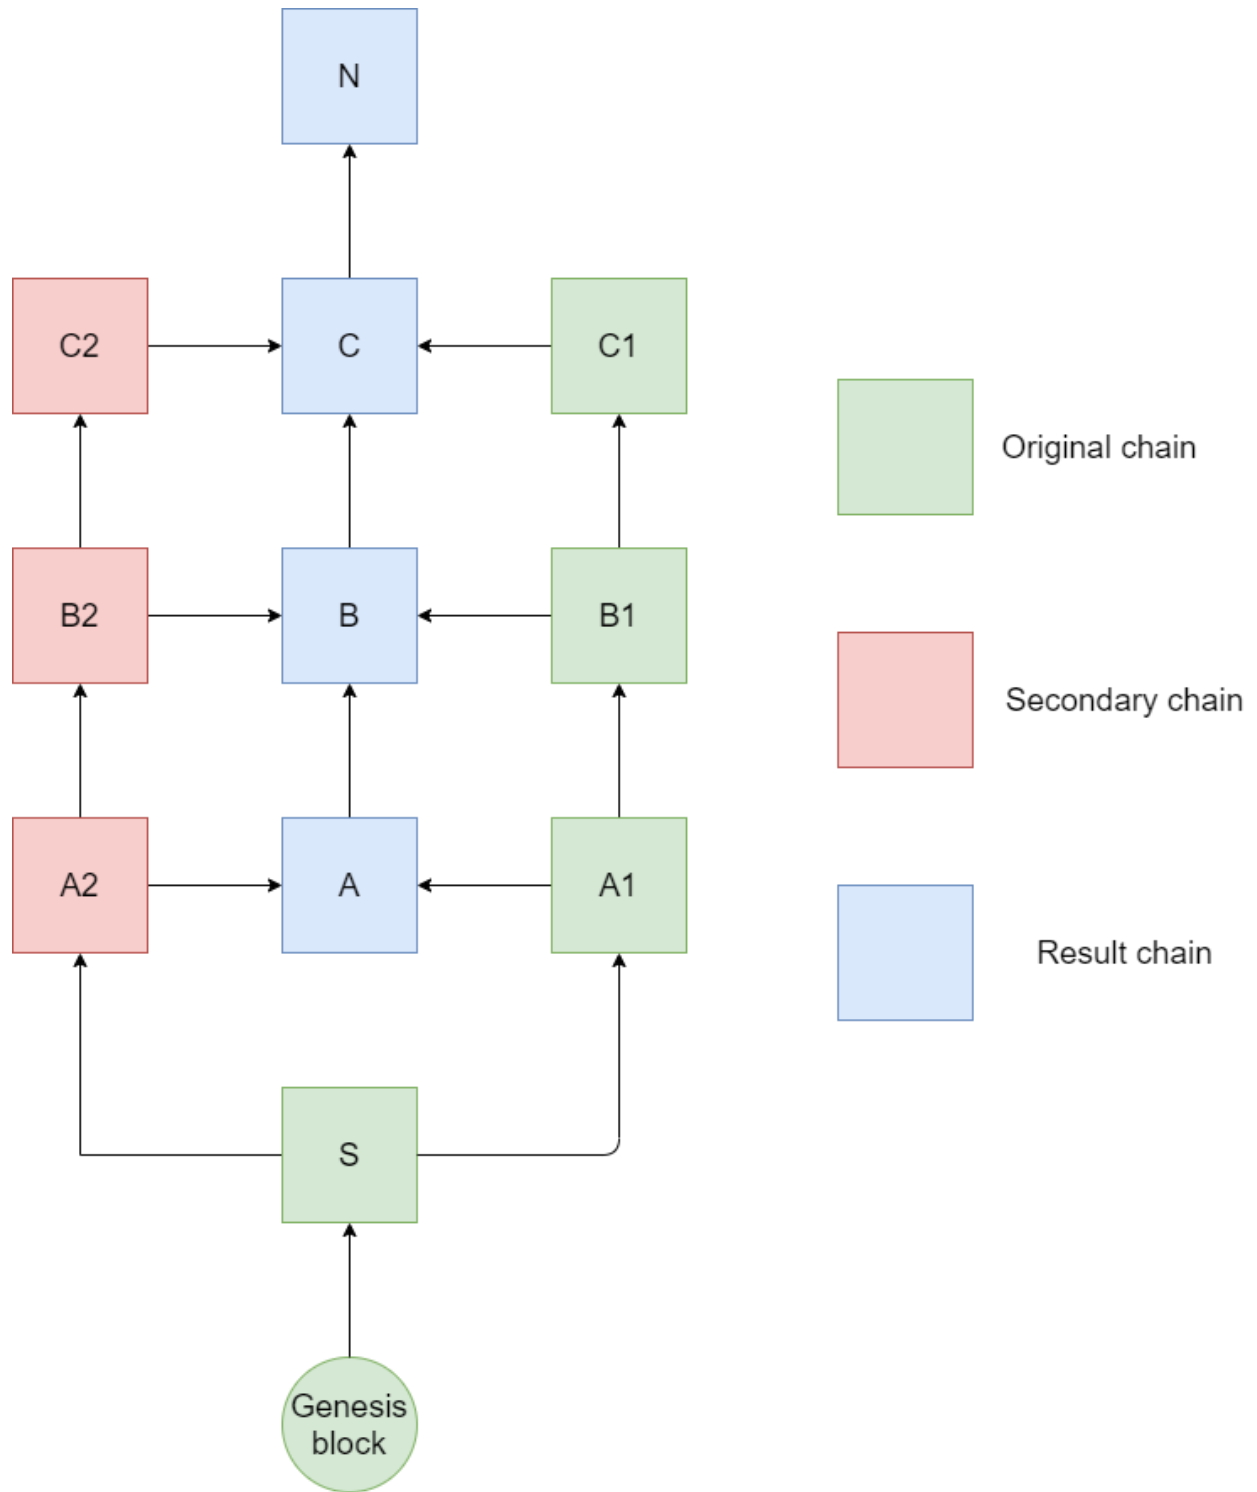 N
C2
C
C1
B2
B
B1
A2
A
A1
S
Genesis
block
Original chain
Secondary chain
Result chain